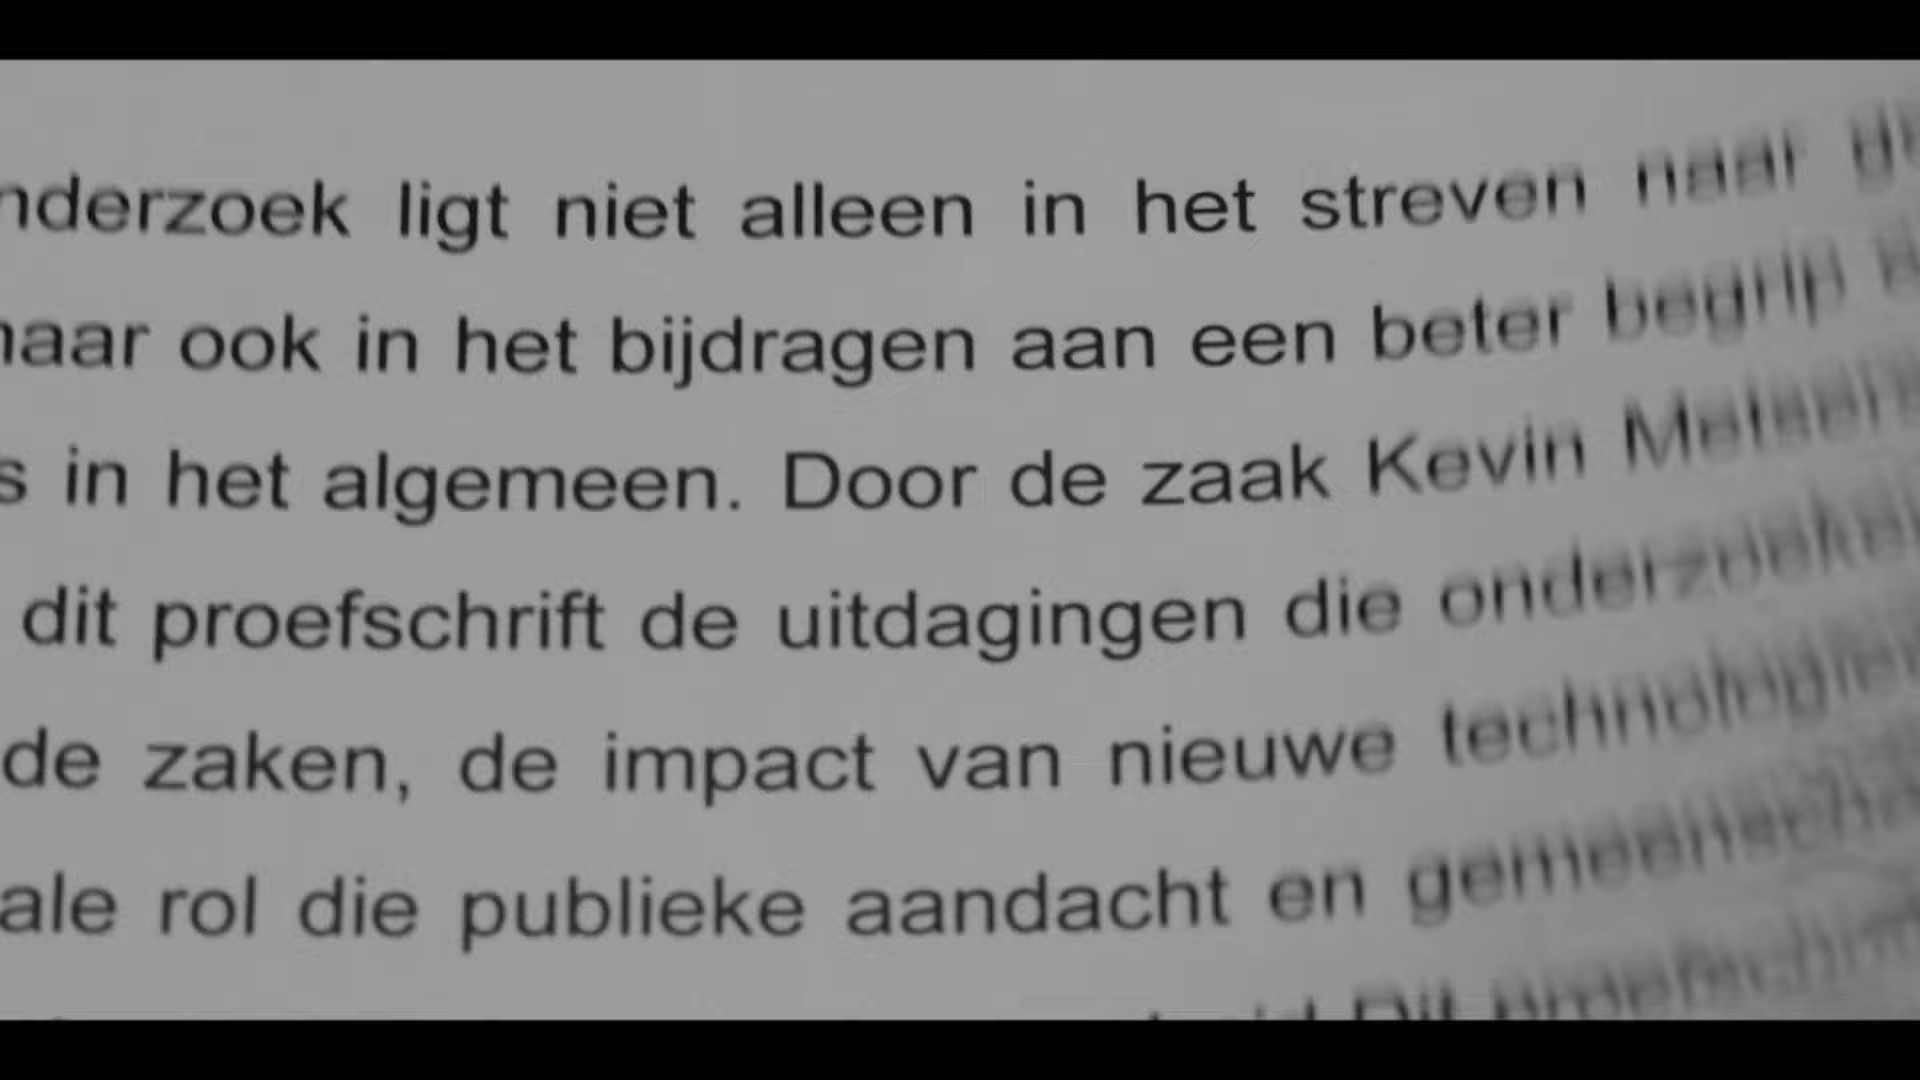 nderzoek ligt niet alleen in het streven naar
naar ook in het bijdragen aan een beter begrip
s in het algemeen. Door de zaak Kevin
dit proefschrift de uitdagingen die
de zaken, de impact van nieuwe
ale rol die publieke aandacht en